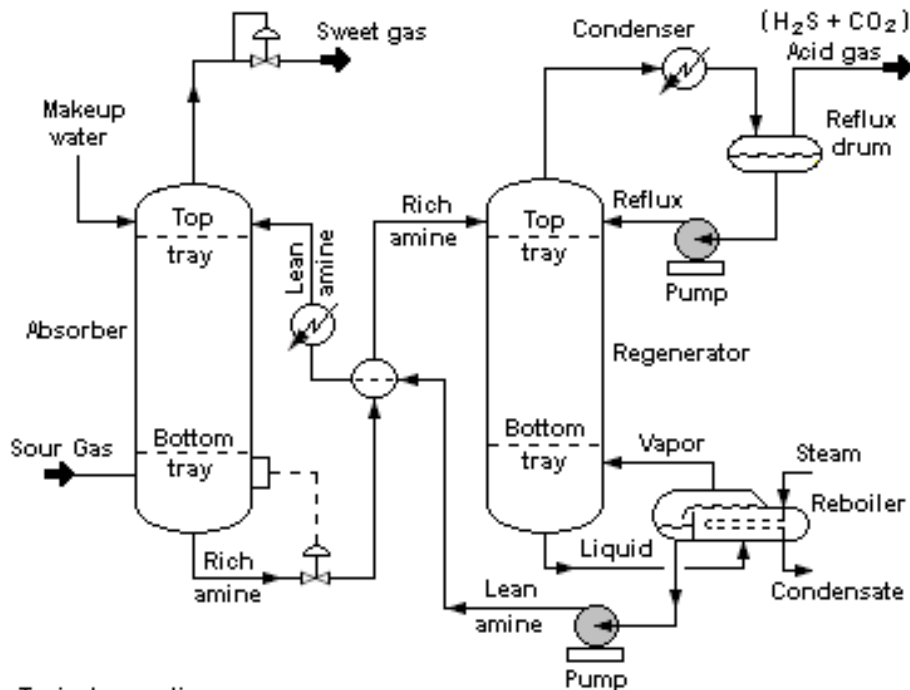 Sweet gas
Condenser
(H₂S + CO₂)
Acid gas
Makeup
water
Reflux
drum
Top
tray
Lean
amine
Rich
amine
Top
tray
Reflux
Pump
Absorber
Regenerator
Bottom
tray
Sour Gas
Bottom
tray
Vapor
Steam
Reboiler
Rich
amine
Liquid
Condensate
Lean
amine
Pump